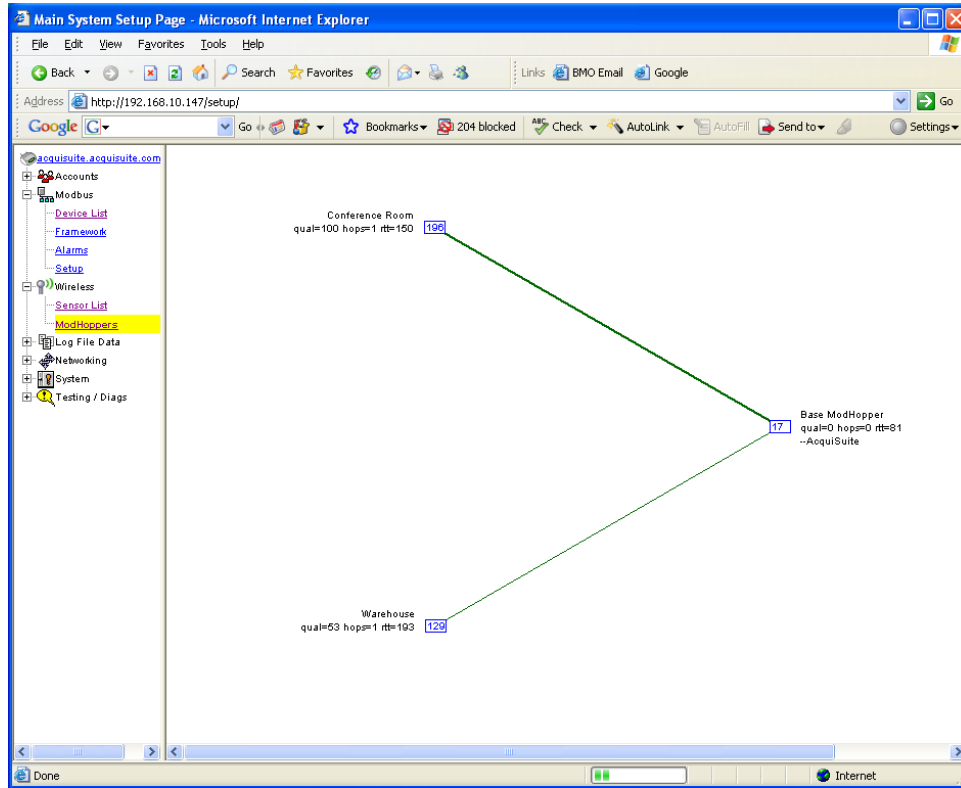 Main System Setup Page - Microsoft Internet Explorer
File Edit View Favorites Tools Help
Back Search Favorites Links BMO Email Google
Address http://192.168.10.147/setup/ Go
Google G Go Bookmarks 204 blocked ABC Check AutoLink AutoFill Send to Settings
acquisuite.acquisuite.com
Accounts
Modbus
Device List
Framework
Alarms
Setup
Wireless
Sensor List
ModHoppers
Log File Data
Networking
System
Testing / Diags
Conference Room
qual=100 hops=1 rtt=150 196
Base ModHopper
17 qual=0 hops=0 rtt=81
--AcquiSuite
Warehouse
qual=53 hops=1 rtt=193 129
Done Internet